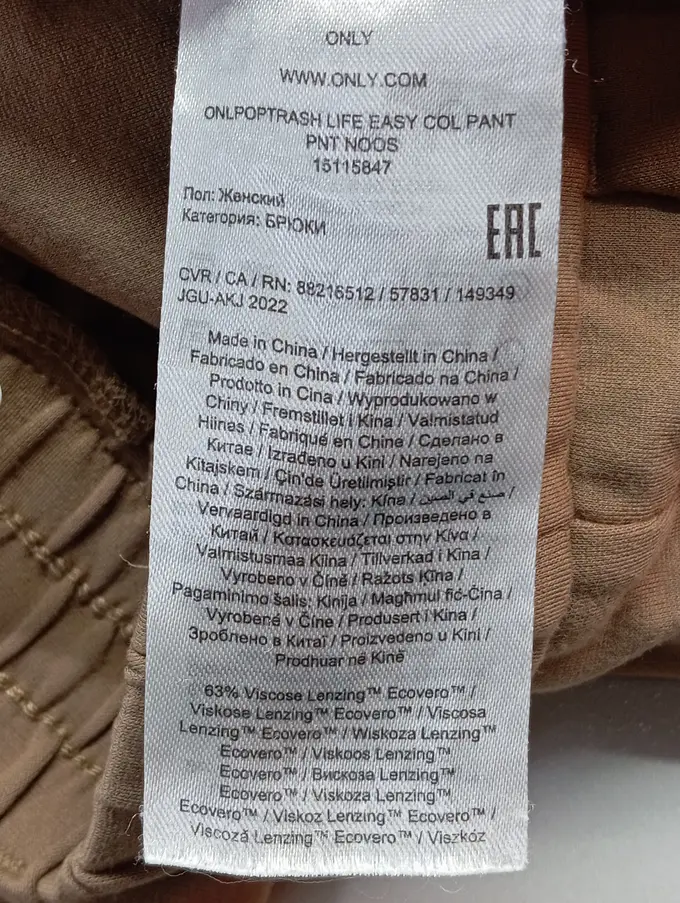 ONLY
WWW.ONLY.COM
ONLPOPTRASH LIFE EASY COL PANT
PNT NOOS
15115847
Пол: Женский
Категория: БРЮКИ
EAC
CVR / CA / RN: 88216512 / 57831 / 149349
JGU-AKJ 2022
Made in China / Hergestellt in China /
Fabricado en China / Fabricado na China /
Prodotto in Cina / Wyprodukowano w
Chiny / Fremstillet i Kina / Valmistatud
Hiinas / Fabriqué en Chine / Сделано в
Китае / Izrađeno u Kini / Narejeno na
Kitajskem / Çin'de Üretilmiştir / Fabricat în
China / Származási hely: Kína / صنع في الصين /
Vervaardigd in China / Произведено в
Китай / Κατασκευάζεται στην Κίνα /
Valmistusmaa Kiina / Tillverkad i Kina /
Vyrobeno v Číně / Ražots Ķīna /
Pagaminimo šalis: Kinija / Magħmul fiċ-Ċina /
Vyrobené v Číne / Produsert i Kina /
Зроблено в Китаї / Proizvedeno u Kini /
Prodhuar në Kinë
63% Viscose Lenzing™ Ecovero™ /
Viskose Lenzing™ Ecovero™ / Viscosa
Lenzing™ Ecovero™ / Wiskoza Lenzing™
Ecovero™ / Viskoos Lenzing™
Ecovero™ / Вискоза Lenzing™
Ecovero™ / Viskoza Lenzing™
Ecovero™ / Viskoz Lenzing™ Ecovero™ /
Viscoză Lenzing™ Ecovero™ / Viszkóz